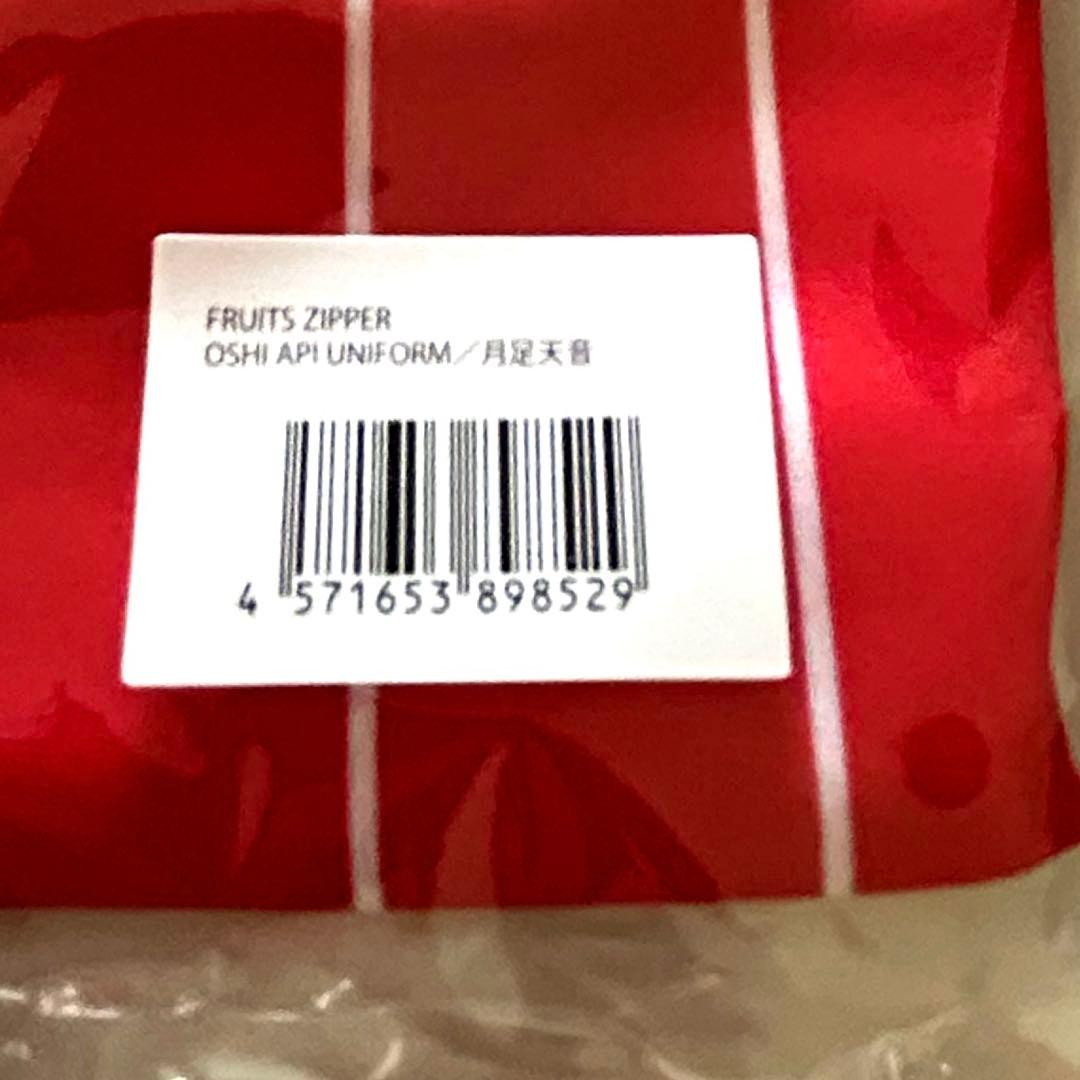 FRUITS ZIPPER
OSHI API UNIFORM／月足天音
4 571653 898529